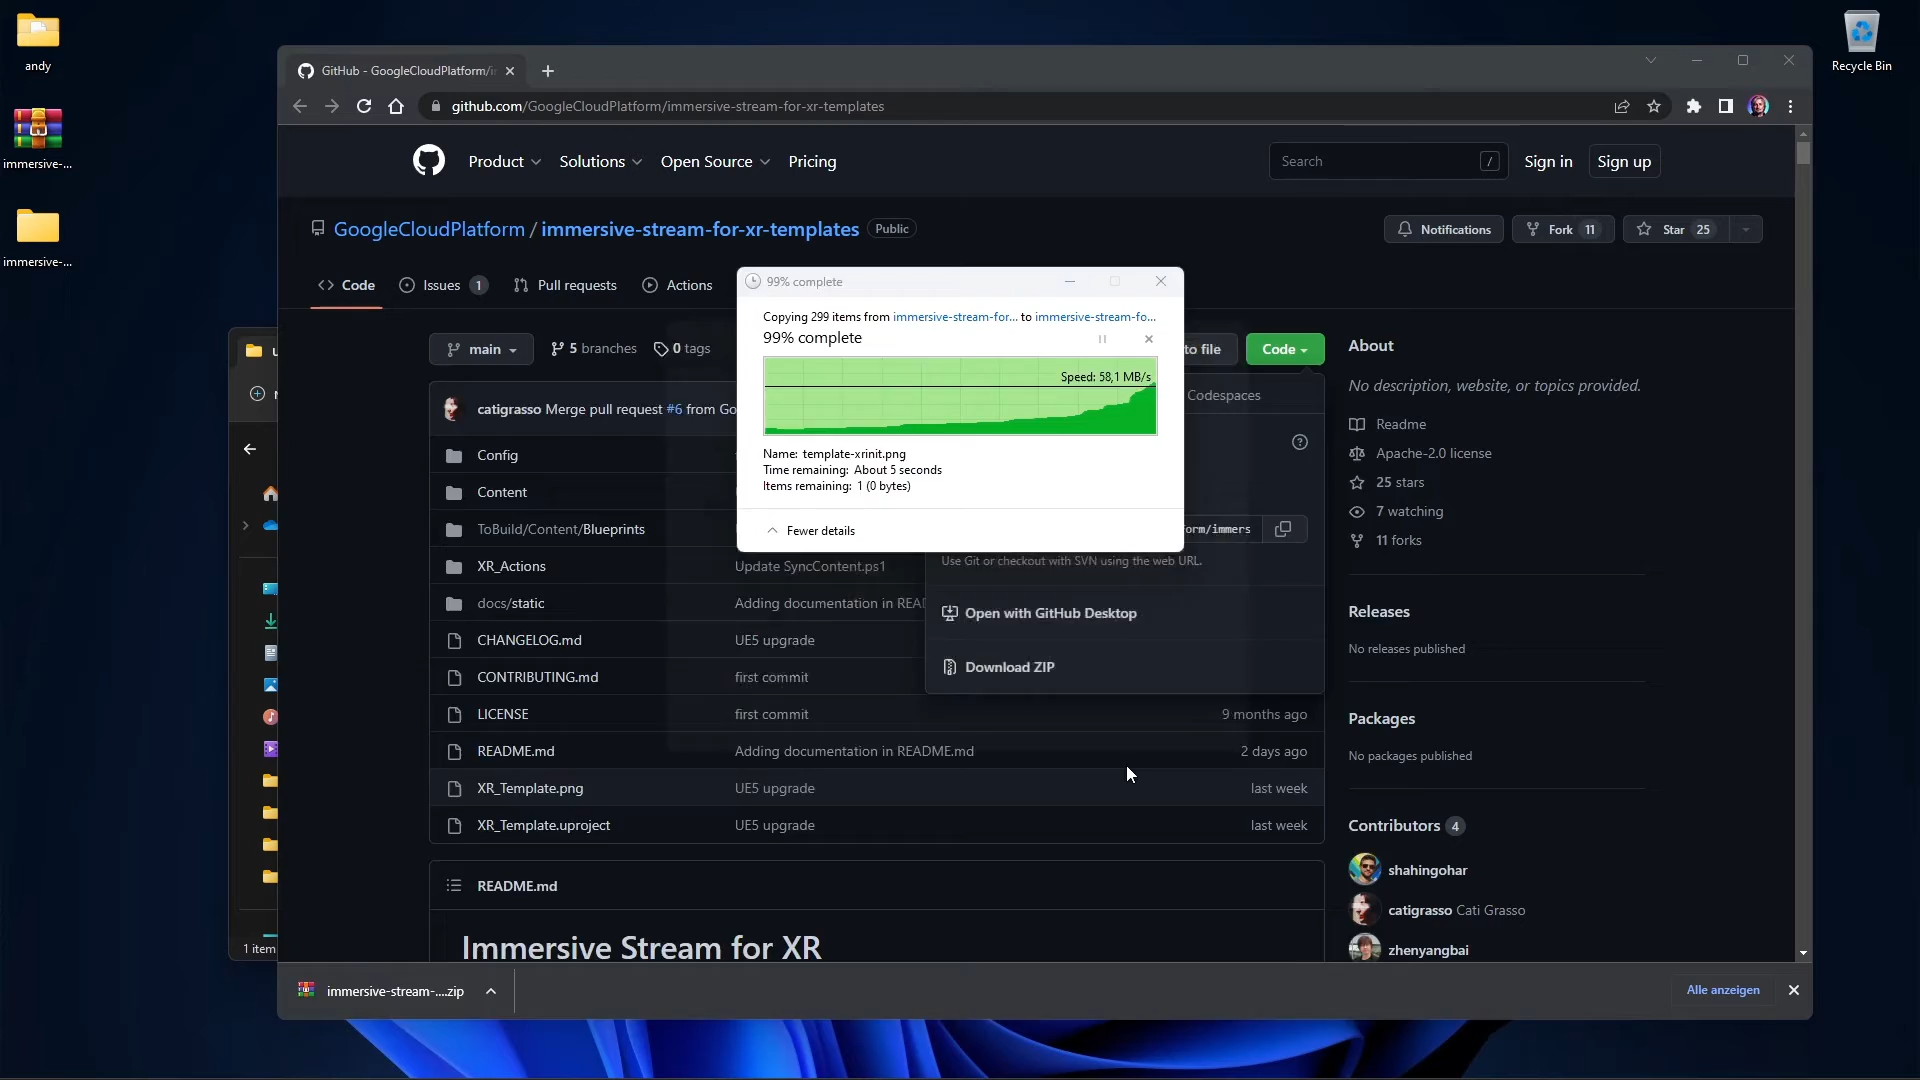 andy
Recycle Bin
immersive-...
immersive-...
GitHub - GoogleCloudPlatform/i
github.com/GoogleCloudPlatform/immersive-stream-for-xr-templates
Product
Solutions
Open Source
Pricing
Search /
Sign in
Sign up
GoogleCloudPlatform / immersive-stream-for-xr-templates Public
Notifications
Fork 11
Star 25
Code
Issues 1
Pull requests
Actions
99% complete
Copying 299 items from immersive-stream-for-... to immersive-stream-fo...
99% complete
Speed: 58,1 MB/s
Name: template-xrinit.png
Time remaining: About 5 seconds
Items remaining: 1 (0 bytes)
Fewer details
main
5 branches
0 tags
to file
Code
catigrasso Merge pull request #6 from Go
Codespaces
Config
Content
ToBuild/Content/Blueprints
orm/immers
Use Git or checkout with SVN using the web URL.
XR_Actions Update SyncContent.ps1
docs/static Adding documentation in READ
Open with GitHub Desktop
CHANGELOG.md UE5 upgrade
Download ZIP
CONTRIBUTING.md first commit
LICENSE first commit 9 months ago
README.md Adding documentation in README.md 2 days ago
XR_Template.png UE5 upgrade last week
XR_Template.uproject UE5 upgrade last week
README.md
Immersive Stream for XR
About
No description, website, or topics provided.
Readme
Apache-2.0 license
25 stars
7 watching
11 forks
Releases
No releases published
Packages
No packages published
Contributors 4
shahingohar
catigrasso Cati Grasso
zhenyangbai
1 item
immersive-stream-....zip
Alle anzeigen